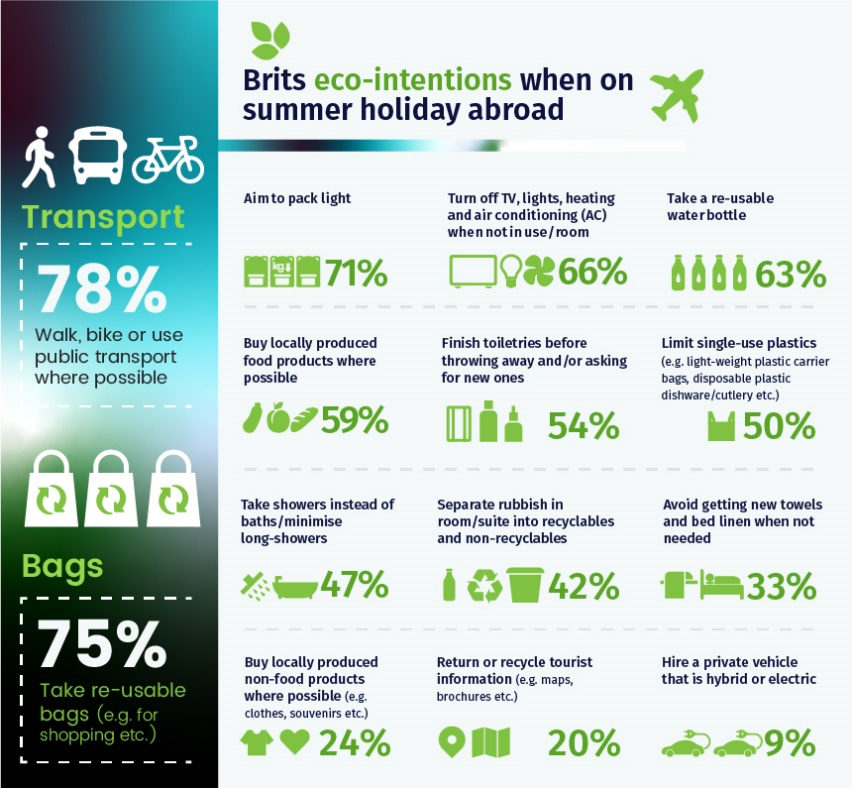 Brits eco-intentions when on
summer holiday abroad
Transport
78%
Walk, bike or use
public transport
where possible
Bags
75%
Take re-usable
bags (e.g. for
shopping etc.)
Aim to pack light
kg
71%
Turn off TV, lights, heating
and air conditioning (AC)
when not in use/room
66%
Take a re-usable
water bottle
63%
Buy locally produced
food products where
possible
59%
Finish toiletries before
throwing away and/or asking
for new ones
54%
Limit single-use plastics
(e.g. light-weight plastic carrier
bags, disposable plastic
dishware/cutlery etc.)
50%
Take showers instead of
baths/minimise
long-showers
47%
Separate rubbish in
room/suite into recyclables
and non-recyclables
42%
Avoid getting new towels
and bed linen when not
needed
33%
Buy locally produced
non-food products
where possible (e.g.
clothes, souvenirs etc.)
24%
Return or recycle tourist
information (e.g. maps,
brochures etc.)
20%
Hire a private vehicle
that is hybrid or electric
9%